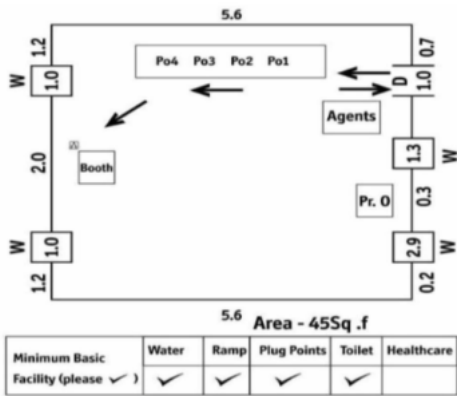 5.6
1.2
0.7
W
1.0
Po4 Po3 Po2 Po1
D
1.0
Agents
1.3
W
2.0
Booth
Pr. O
0.3
W
1.0
2.9
W
1.2
0.2
5.6 Area - 45Sq .f
Minimum Basic Facility (please ✓ ) Water Ramp Plug Points Toilet Healthcare
✓ ✓ ✓ ✓